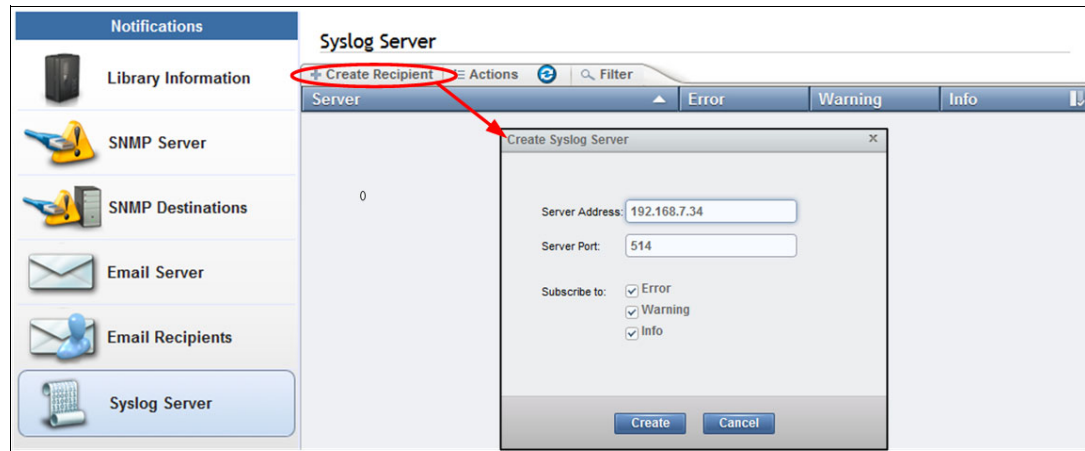 Notifications
Library Information
SNMP Server
SNMP Destinations
Email Server
Email Recipients
Syslog Server
Syslog Server
Create Recipient Actions Filter
Server Error Warning Info
0
Create Syslog Server x
Server Address: 192.168.7.34
Server Port: 514
Subscribe to: Error
Warning
Info
Create Cancel